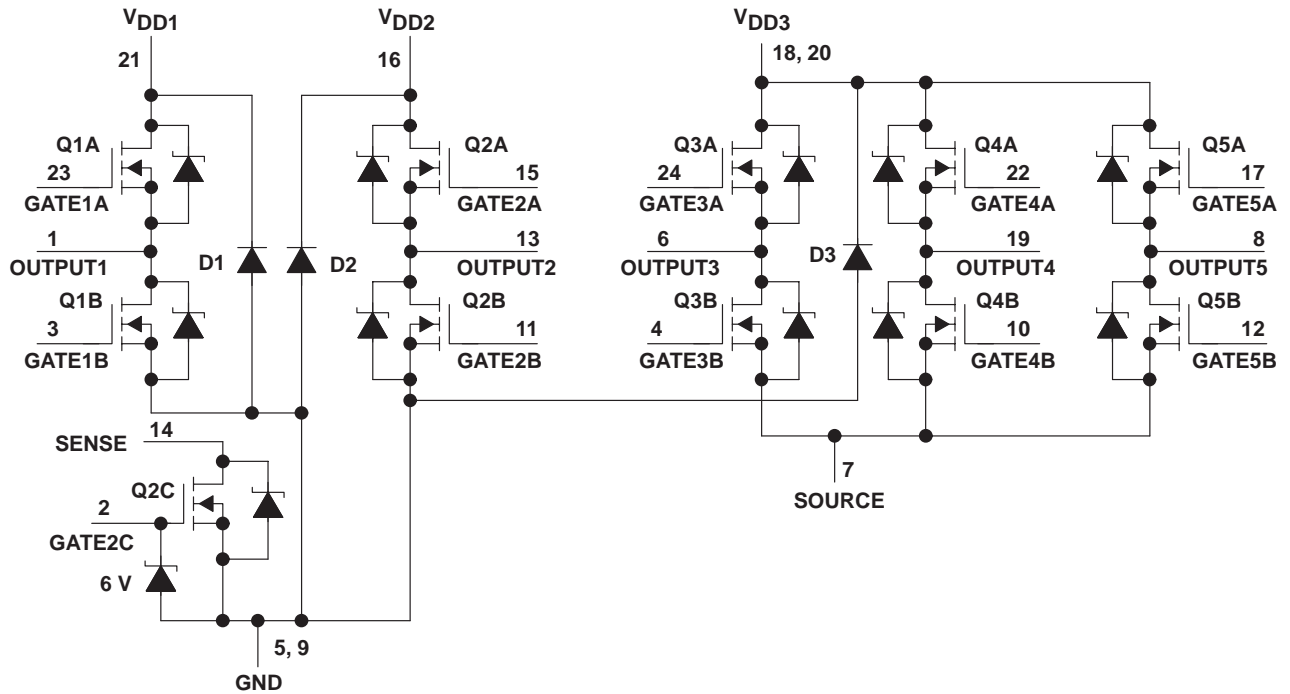 VDD1 VDD2 VDD3
21 16 18, 20
Q1A Q2A Q3A Q4A Q5A
23 15 24 22 17
GATE1A GATE2A GATE3A GATE4A GATE5A
1 13 6 19 8
OUTPUT1 D1 D2 OUTPUT2 OUTPUT3 D3 OUTPUT4 OUTPUT5
Q1B Q2B Q3B Q4B Q5B
3 11 4 10 12
GATE1B GATE2B GATE3B GATE4B GATE5B
14
SENSE
7
Q2C
SOURCE
2
GATE2C
6 V
5, 9
GND